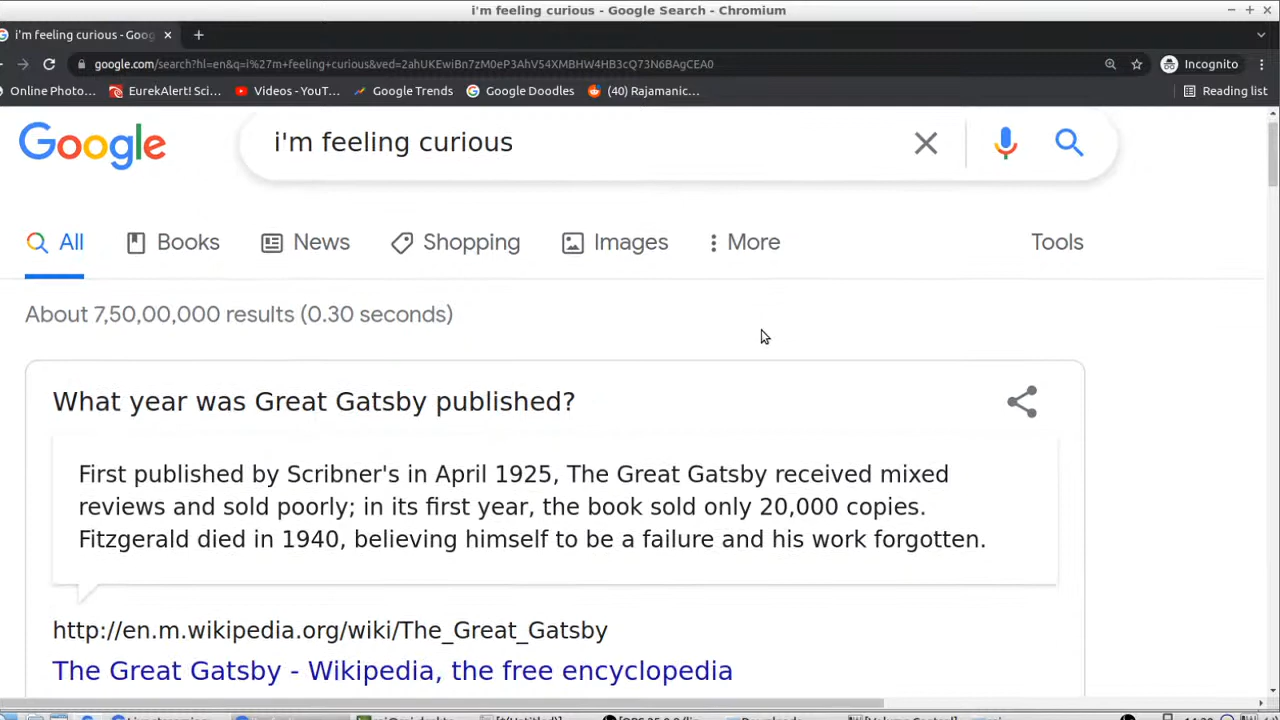 i'm feeling curious - Google Search - Chromium
i'm feeling curious - Goog
google.com/search?hl=en&q=i%27m+feeling+curious&ved=2ahUKEwiBn7zM0eP3AhV54XMBHW4HB3cQ73N6BAgCEA0
Incognito
Online Photo... EurekAlert! Sci... Videos - YouT... Google Trends Google Doodles (40) Rajamanic... Reading list
Google i'm feeling curious
All Books News Shopping Images More Tools
About 7,50,00,000 results (0.30 seconds)
What year was Great Gatsby published?
First published by Scribner's in April 1925, The Great Gatsby received mixed
reviews and sold poorly; in its first year, the book sold only 20,000 copies.
Fitzgerald died in 1940, believing himself to be a failure and his work forgotten.
http://en.m.wikipedia.org/wiki/The_Great_Gatsby
The Great Gatsby - Wikipedia, the free encyclopedia